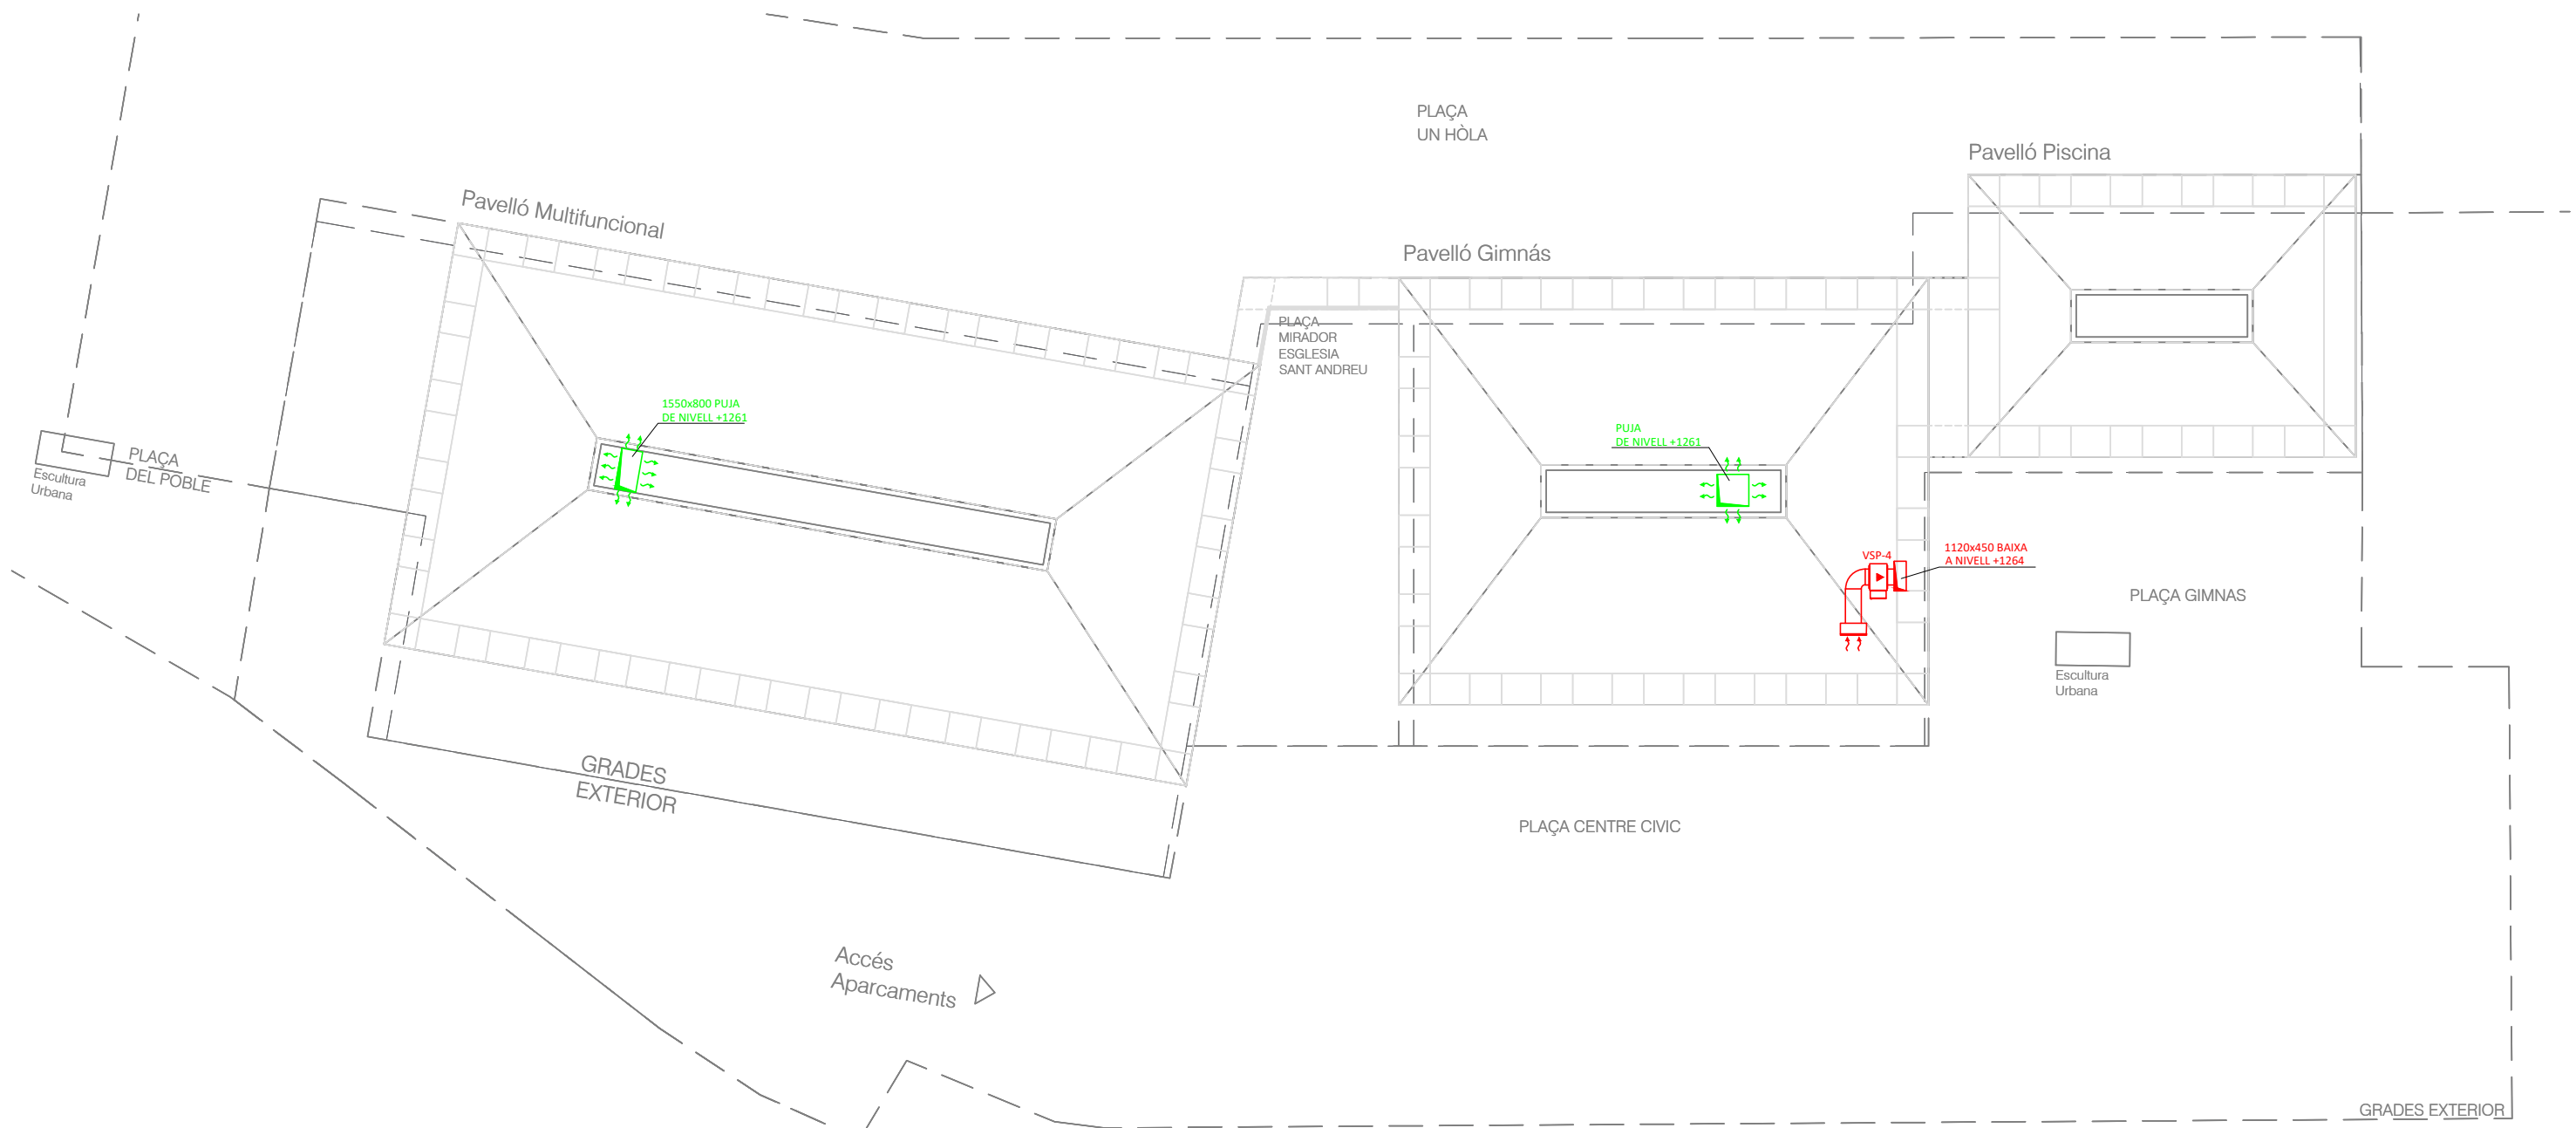 PLAÇA
UN HÒLA
Pavelló Piscina
Pavelló Multifuncional
Pavelló Gimnás
PLAÇA
MIRADOR
ESGLESIA
SANT ANDREU
1550x800 PUJA
DE NIVELL +1261
PUJA
DE NIVELL +1261
PLAÇA
DEL POBLE
Escultura
Urbana
VSP-4
1120x450 BAIXA
A NIVELL +1264
PLAÇA GIMNAS
Escultura
Urbana
GRADES
EXTERIOR
PLAÇA CENTRE CIVIC
Accés
Aparcaments
GRADES EXTERIOR